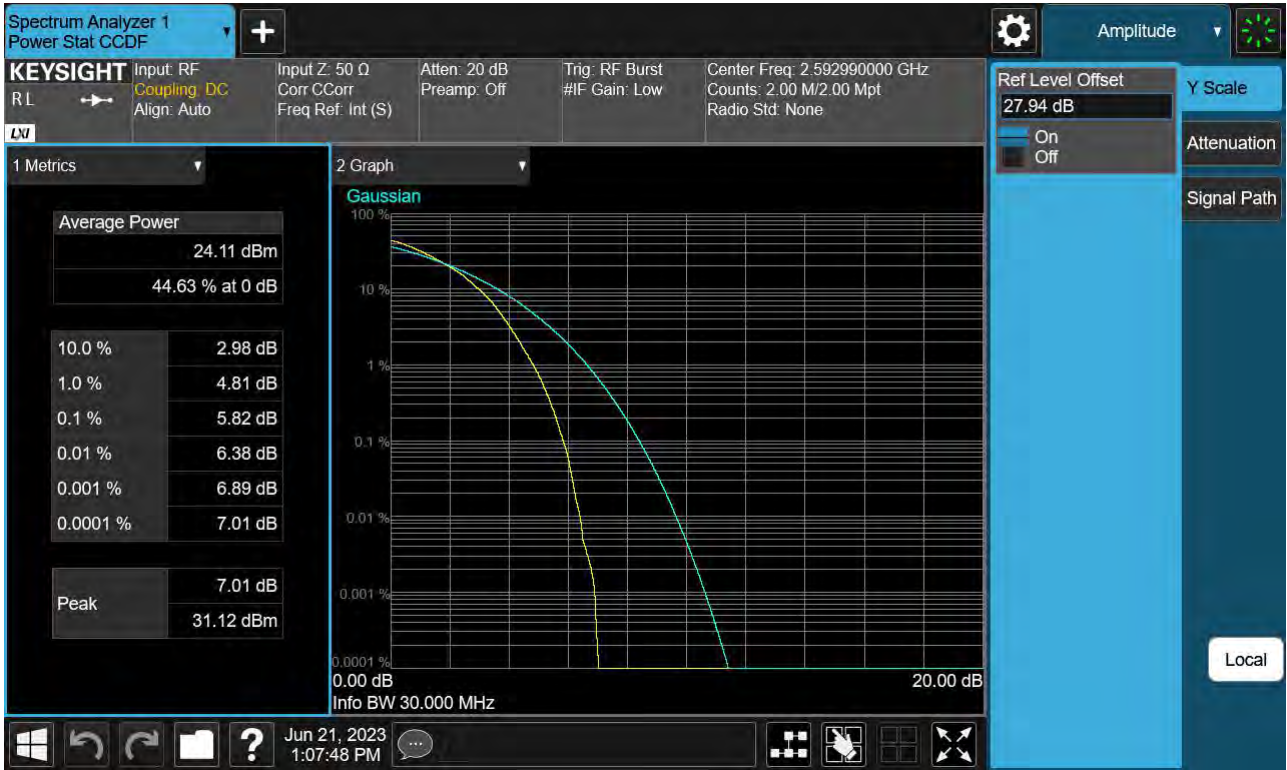 Spectrum Analyzer 1
Power Stat CCDF
Amplitude
KEYSIGHT
RL
LXI
Input: RF
Coupling: DC
Align: Auto
Input Z: 50 Ω
Corr CCorr
Freq Ref: Int (S)
Atten: 20 dB
Preamp: Off
Trig: RF Burst
#IF Gain: Low
Center Freq: 2.592990000 GHz
Counts: 2.00 M/2.00 Mpt
Radio Std: None
Ref Level Offset
27.94 dB
On
Off
Y Scale
Attenuation
Signal Path
Local
1 Metrics
Average Power
24.11 dBm
44.63 % at 0 dB
10.0 % 2.98 dB
1.0 % 4.81 dB
0.1 % 5.82 dB
0.01 % 6.38 dB
0.001 % 6.89 dB
0.0001 % 7.01 dB
Peak
7.01 dB
31.12 dBm
2 Graph
Gaussian
100 %
10 %
1 %
0.1 %
0.01 %
0.001 %
0.0001 %
0.00 dB 20.00 dB
Info BW 30.000 MHz
?
Jun 21, 2023
1:07:48 PM